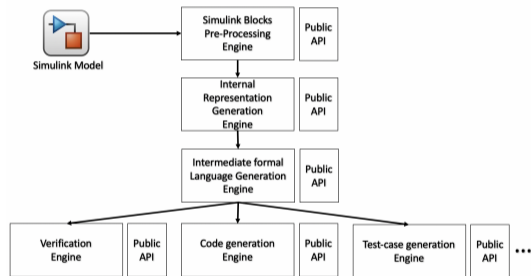 Simulink Model
Simulink Blocks
Pre-Processing
Engine
Public
API
Internal
Representation
Generation
Engine
Public
API
Intermediate formal
Language Generation
Engine
Public
API
Verification
Engine
Public
API
Code generation
Engine
Public
API
Test-case generation
Engine
Public
API
...